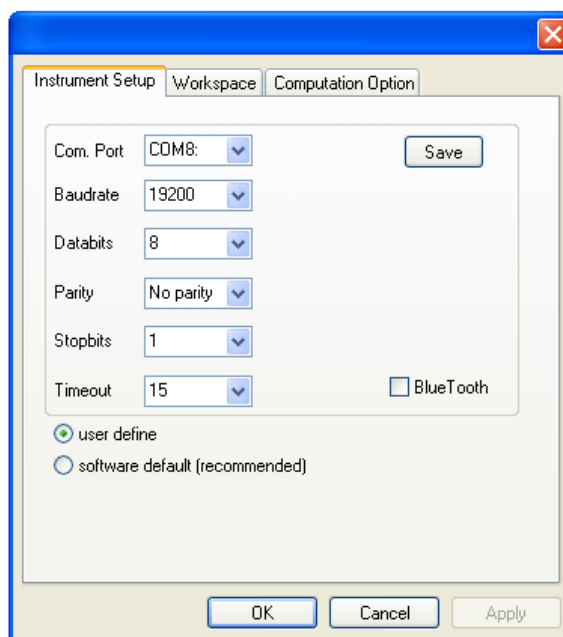 Instrument Setup Workspace Computation Option
Com. Port COM8: Save
Baudrate 19200
Databits 8
Parity No parity
Stopbits 1
Timeout 15 BlueTooth
user define
software default (recommended)
OK Cancel Apply